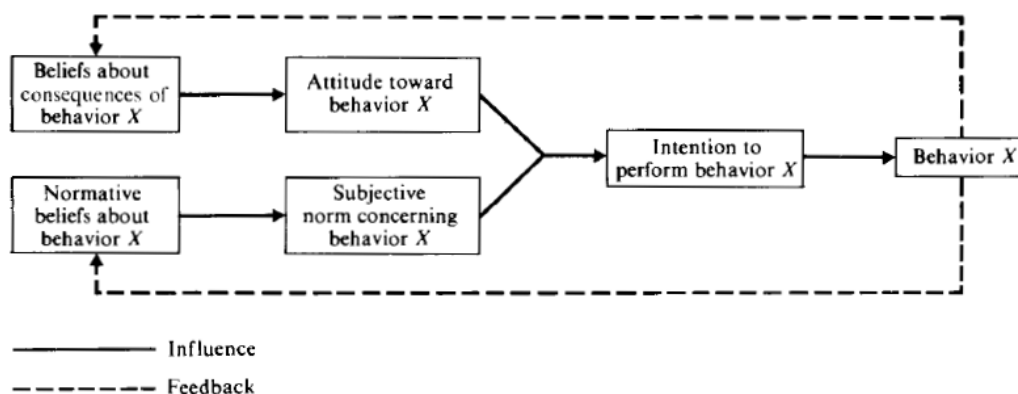 Beliefs about
consequences of
behavior X
Attitude toward
behavior X
Intention to
perform behavior X
Behavior X
Normative
beliefs about
behavior X
Subjective
norm concerning
behavior X
Influence
Feedback